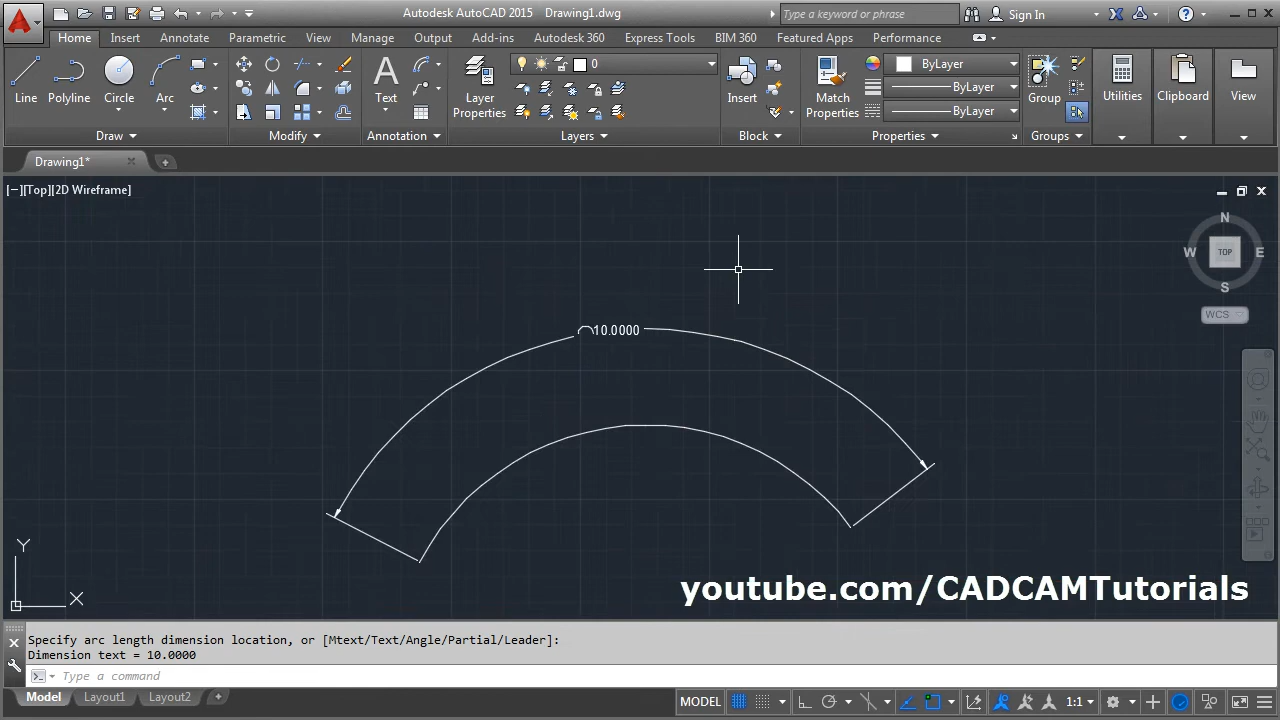 Autodesk AutoCAD 2015 Drawing1.dwg
Type a keyword or phrase
Sign In
Home Insert Annotate Parametric View Manage Output Add-ins Autodesk 360 Express Tools BIM 360 Featured Apps Performance
Line Polyline Circle Arc
Text
Layer
Properties
0
Insert
Match
Properties
ByLayer
ByLayer
ByLayer
Group
Utilities
Clipboard
View
Draw Modify Annotation Layers Block Properties Groups
Drawing1*
[−][Top][2D Wireframe]
N
W TOP E
S
WCS
10.0000
Y
X
youtube.com/CADCAMTutorials
Specify arc length dimension location, or [Mtext/Text/Angle/Partial/Leader]:
Dimension text = 10.0000
Type a command
Model Layout1 Layout2 +
MODEL
1:1